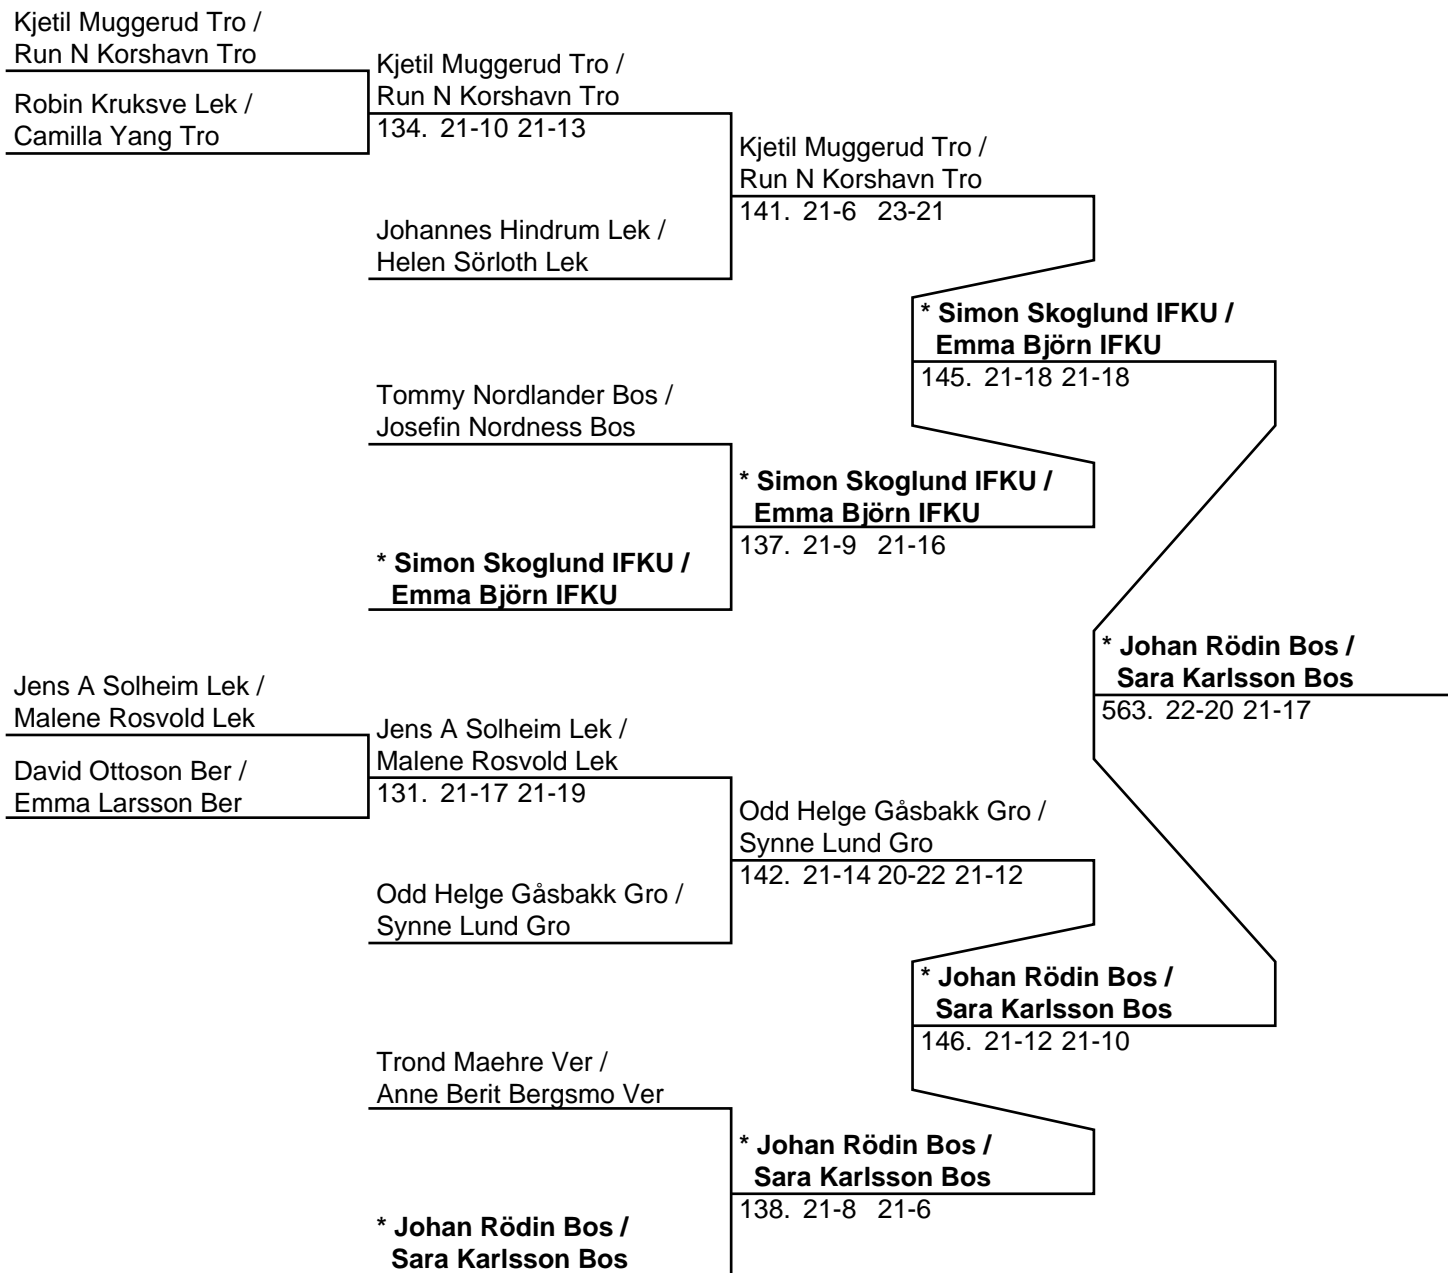 Kjetil Muggerud Tro /
Run N Korshavn Tro
Robin Kruksve Lek /
Camilla Yang Tro
Kjetil Muggerud Tro /
Run N Korshavn Tro
134. 21-10 21-13
Johannes Hindrum Lek /
Helen Sörloth Lek
Kjetil Muggerud Tro /
Run N Korshavn Tro
141. 21-6 23-21
Tommy Nordlander Bos /
Josefin Nordness Bos
* Simon Skoglund IFKU /
Emma Björn IFKU
* Simon Skoglund IFKU /
Emma Björn IFKU
137. 21-9 21-16
* Simon Skoglund IFKU /
Emma Björn IFKU
145. 21-18 21-18
Jens A Solheim Lek /
Malene Rosvold Lek
David Ottoson Ber /
Emma Larsson Ber
Jens A Solheim Lek /
Malene Rosvold Lek
131. 21-17 21-19
Odd Helge Gåsbakk Gro /
Synne Lund Gro
Odd Helge Gåsbakk Gro /
Synne Lund Gro
142. 21-14 20-22 21-12
Trond Maehre Ver /
Anne Berit Bergsmo Ver
* Johan Rödin Bos /
Sara Karlsson Bos
* Johan Rödin Bos /
Sara Karlsson Bos
138. 21-8 21-6
* Johan Rödin Bos /
Sara Karlsson Bos
146. 21-12 21-10
* Johan Rödin Bos /
Sara Karlsson Bos
563. 22-20 21-17